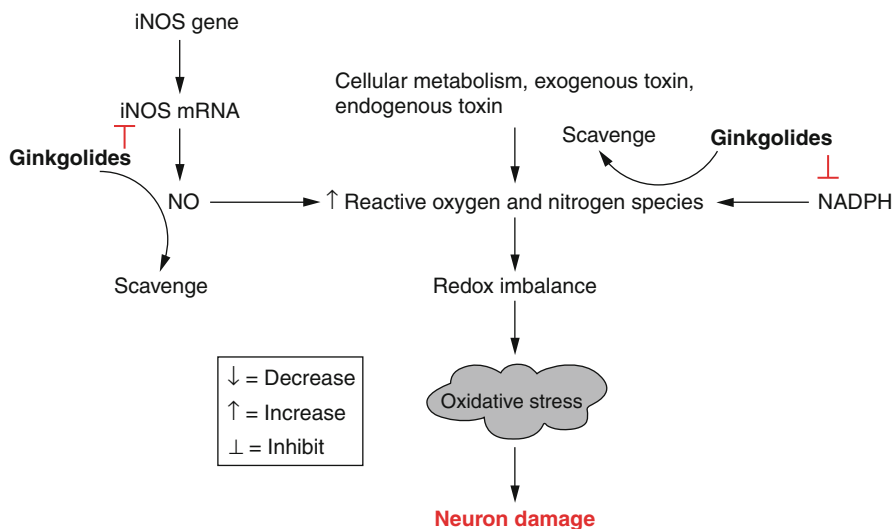 iNOS gene
iNOS mRNA
Ginkgolides
NO
Scavenge
Cellular metabolism, exogenous toxin,
endogenous toxin
Scavenge
Ginkgolides
↑ Reactive oxygen and nitrogen species
NADPH
Redox imbalance
Oxidative stress
Neuron damage
↓ = Decrease
↑ = Increase
⊥ = Inhibit